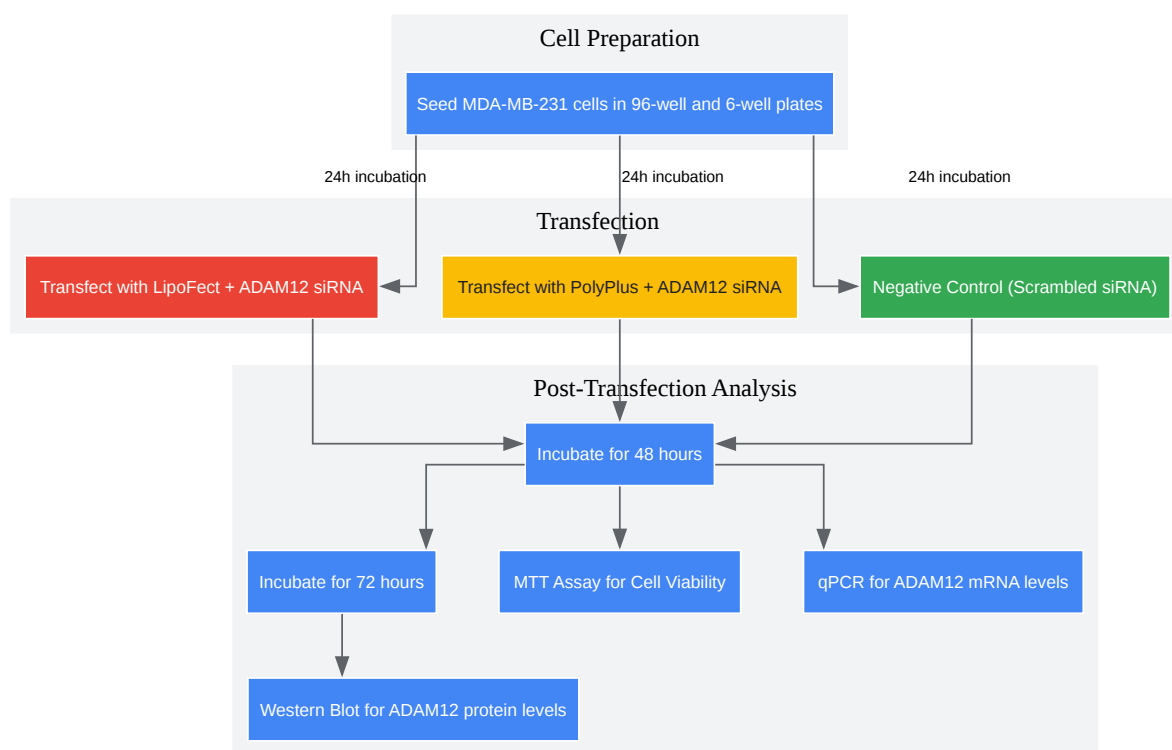 Cell Preparation
Seed MDA-MB-231 cells in 96-well and 6-well plates
24h incubation
24h incubation
24h incubation
Transfection
Transfect with LipoFect + ADAM12 siRNA
Transfect with PolyPlus + ADAM12 siRNA
Negative Control (Scrambled siRNA)
Post-Transfection Analysis
Incubate for 48 hours
Incubate for 72 hours
MTT Assay for Cell Viability
qPCR for ADAM12 mRNA levels
Western Blot for ADAM12 protein levels